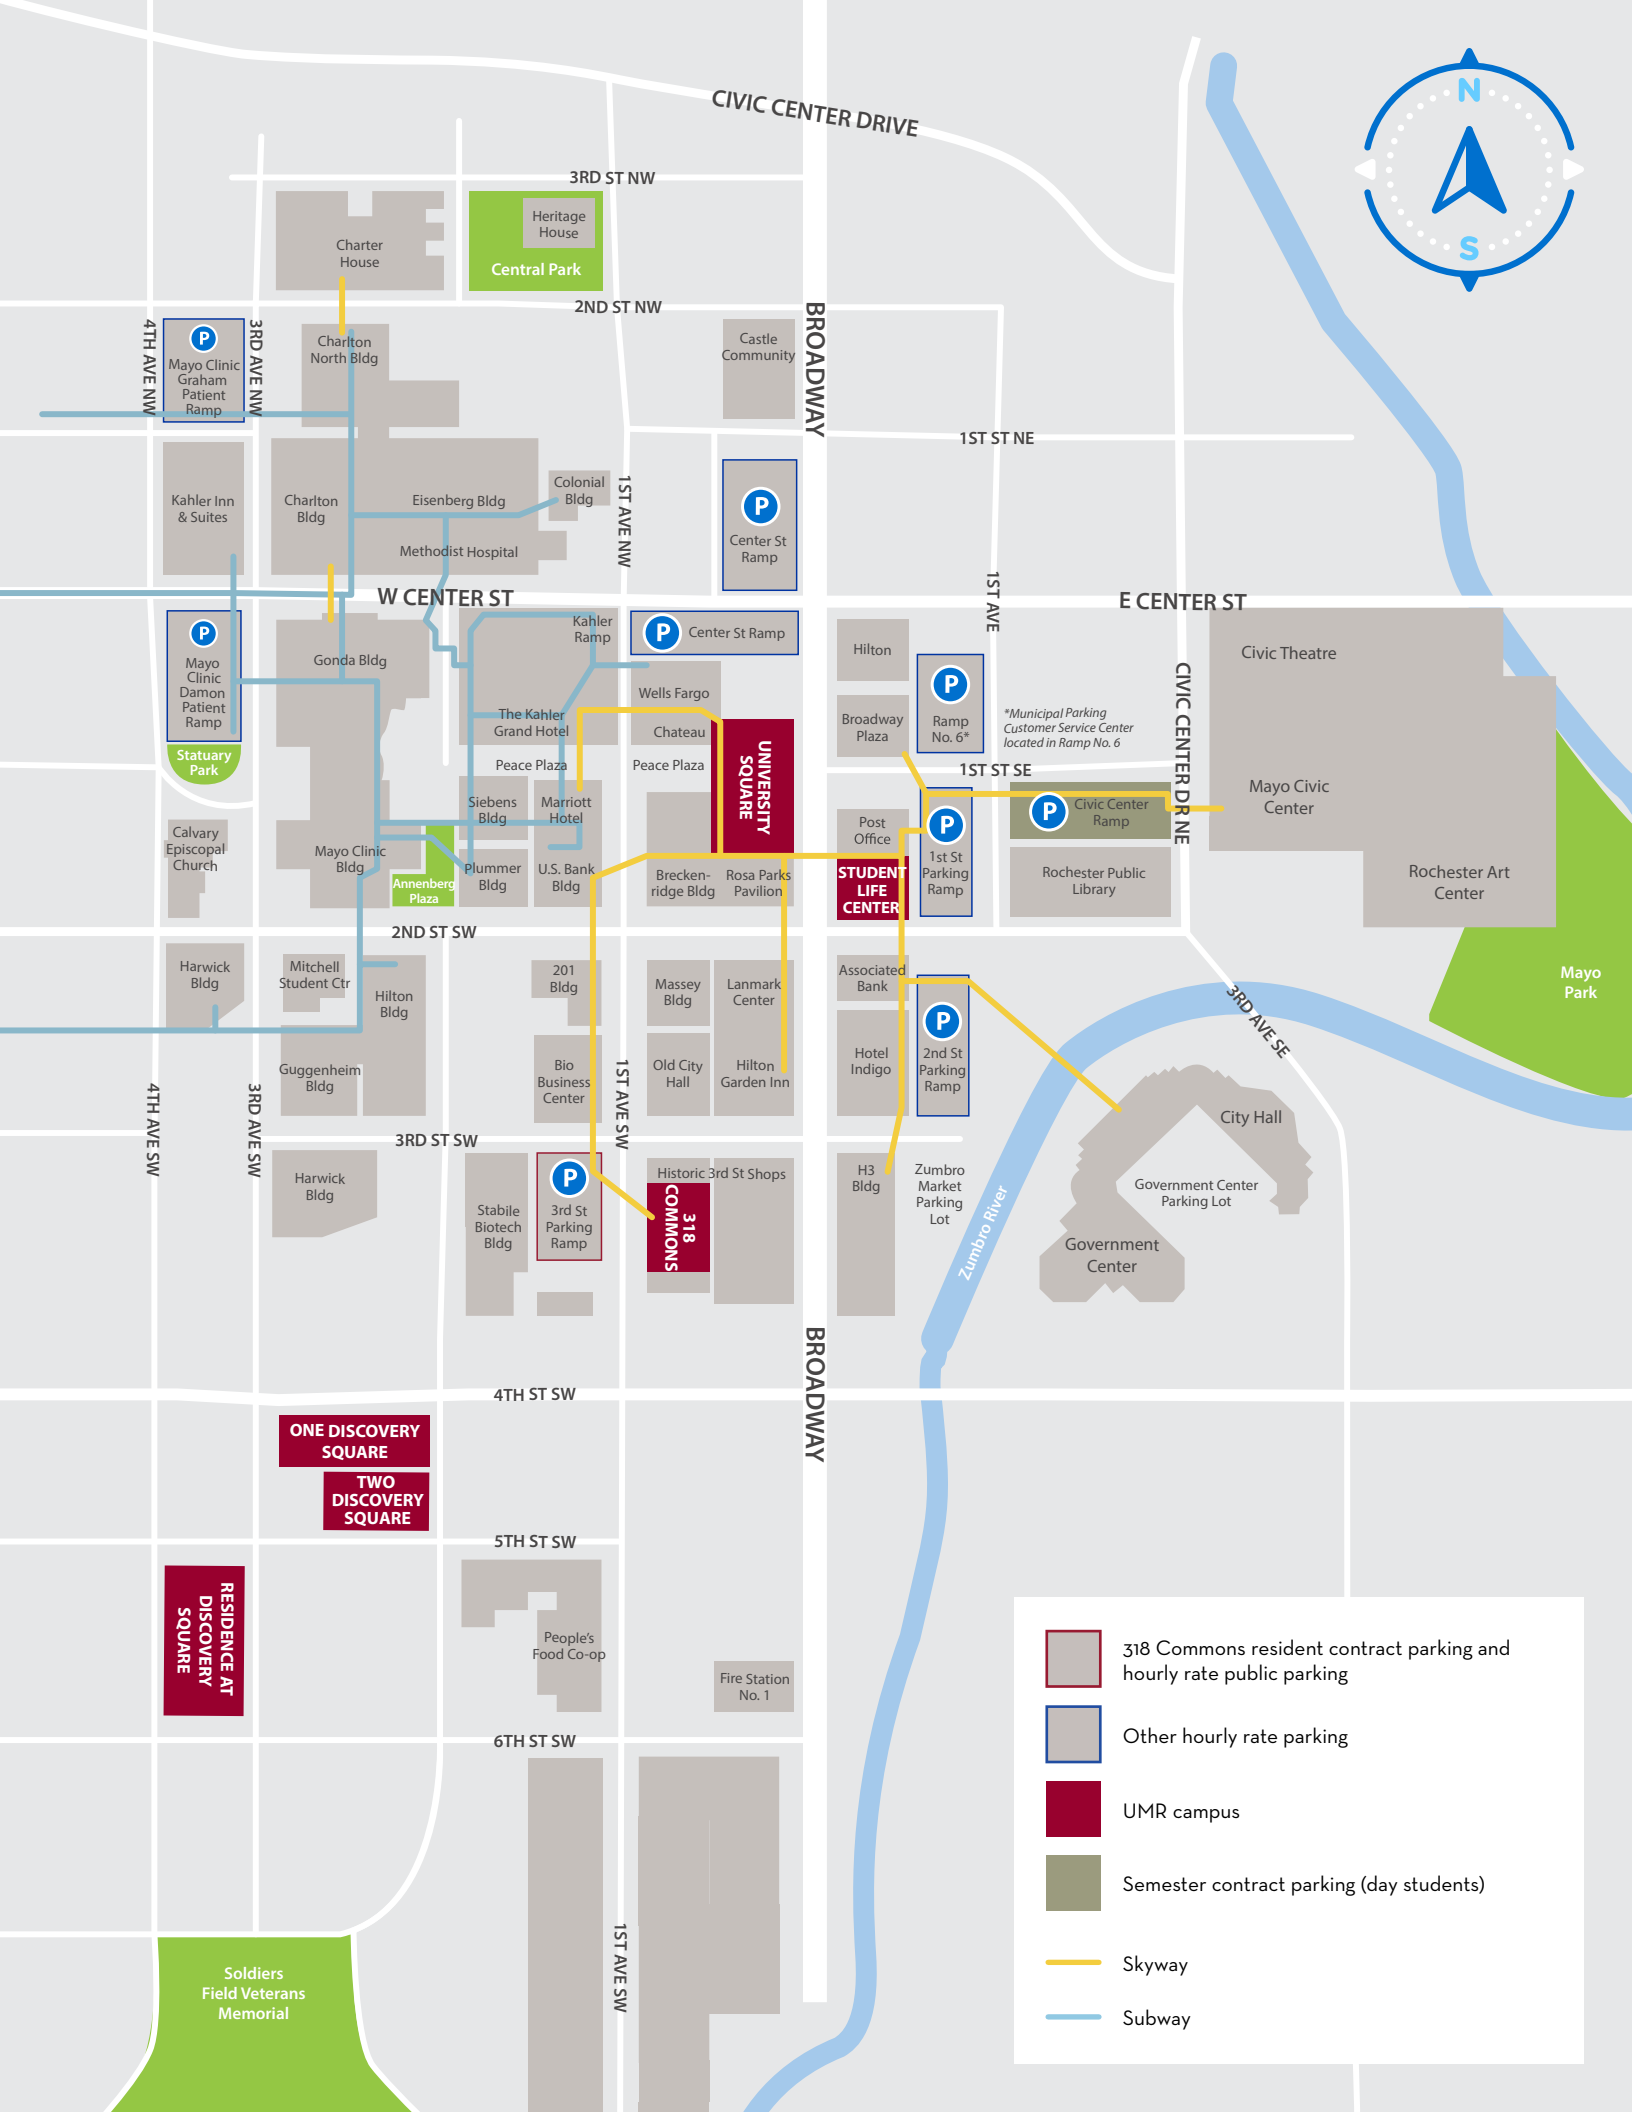 CIVIC CENTER DRIVE
N
S
3RD ST NW
Heritage
House
Central Park
Charter
House
2ND ST NW
BROADWAY
4TH AVE NW
3RD AVE NW
P
Mayo Clinic
Graham
Patient
Ramp
Charlton
North Bldg
Castle
Community
1ST ST NE
Kahler Inn
& Suites
Charlton
Bldg
Eisenberg Bldg
Methodist Hospital
Colonial
Bldg
1ST AVE NW
P
Center St
Ramp
1ST AVE
W CENTER ST
E CENTER ST
P
Mayo
Clinic
Damon
Patient
Ramp
Statuary
Park
Gonda Bldg
Kahler
Ramp
P
Center St Ramp
Hilton
Wells Fargo
The Kahler
Grand Hotel
Chateau
Peace Plaza
Peace Plaza
UNIVERSITY
SQUARE
Broadway
Plaza
P
Ramp
No. 6*
*Municipal Parking
Customer Service Center
located in Ramp No. 6
1ST ST SE
CIVIC CENTER DR NE
Civic Theatre
Mayo Civic
Center
Rochester Art
Center
Siebens
Bldg
Marriott
Hotel
Calvary
Episcopal
Church
Mayo Clinic
Bldg
Annenberg
Plaza
Plummer
Bldg
U.S. Bank
Bldg
Brecken-
ridge Bldg
Rosa Parks
Pavilion
Post
Office
STUDENT
LIFE
CENTER
P
1st St
Parking
Ramp
P
Civic Center
Ramp
Rochester Public
Library
2ND ST SW
Harwick
Bldg
Mitchell
Student Ctr
Hilton
Bldg
Guggenheim
Bldg
201
Bldg
Bio
Business
Center
Massey
Bldg
Lanmark
Center
Old City
Hall
Hilton
Garden Inn
Associated
Bank
Hotel
Indigo
P
2nd St
Parking
Ramp
3RD AVE SE
Mayo
Park
4TH AVE SW
3RD AVE SW
1ST AVE SW
3RD ST SW
City Hall
Government Center
Parking Lot
Government
Center
Harwick
Bldg
Stabile
Biotech
Bldg
P
3rd St
Parking
Ramp
Historic 3rd St Shops
318
COMMONS
H3
Bldg
Zumbro
Market
Parking
Lot
Zumbro River
BROADWAY
4TH ST SW
ONE DISCOVERY
SQUARE
TWO
DISCOVERY
SQUARE
5TH ST SW
RESIDENCE AT
DISCOVERY
SQUARE
People's
Food Co-op
Fire Station
No. 1
6TH ST SW
1ST AVE SW
Soldiers
Field Veterans
Memorial
318 Commons resident contract parking and
hourly rate public parking
Other hourly rate parking
UMR campus
Semester contract parking (day students)
Skyway
Subway